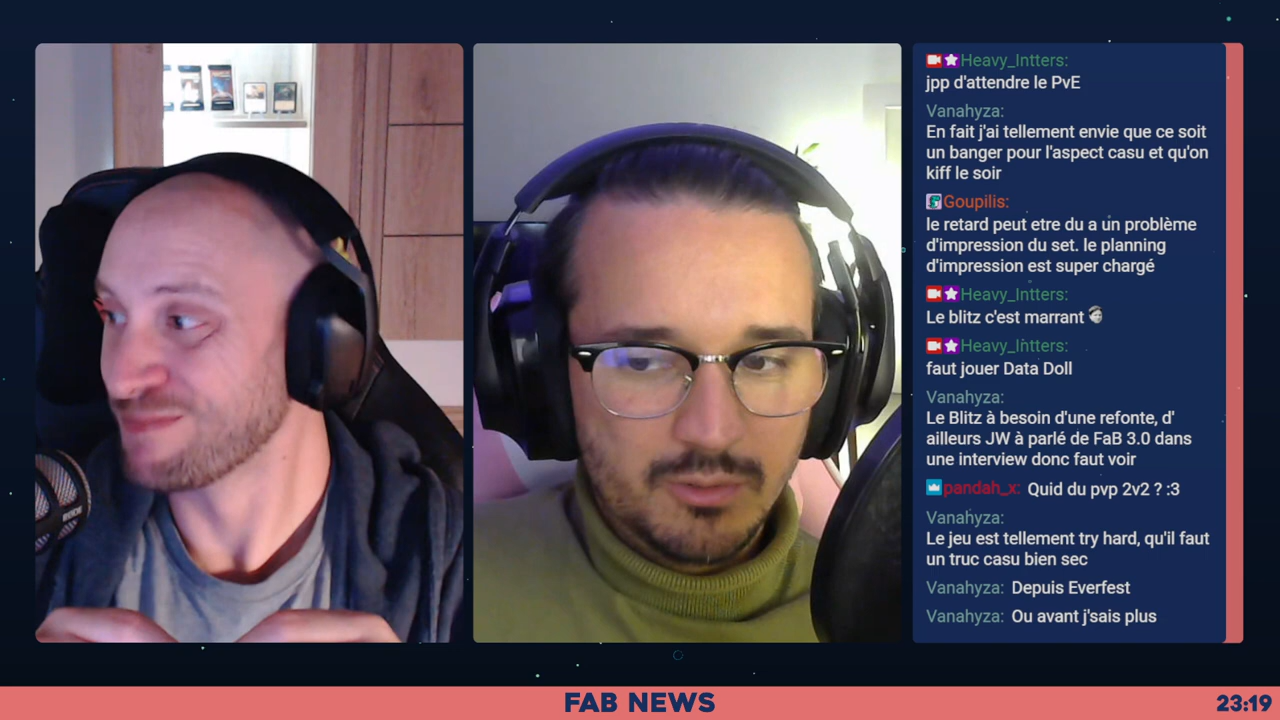 Heavy_Intters:
jpp d'attendre le PvE
Vanahyza:
En fait j'ai tellement envie que ce soit
un banger pour l'aspect casu et qu'on
kiff le soir
Goupilis:
le retard peut etre du a un problème
d'impression du set. le planning
d'impression est super chargé
Heavy_Intters:
Le blitz c'est marrant
Heavy_Intters:
faut jouer Data Doll
Vanahyza:
Le Blitz à besoin d'une refonte, d'
ailleurs JW à parlé de FaB 3.0 dans
une interview donc faut voir
pandah_x: Quid du pvp 2v2 ? :3
Vanahyza:
Le jeu est tellement try hard, qu'il faut
un truc casu bien sec
Vanahyza: Depuis Everfest
Vanahyza: Ou avant j'sais plus
FAB NEWS
23:19